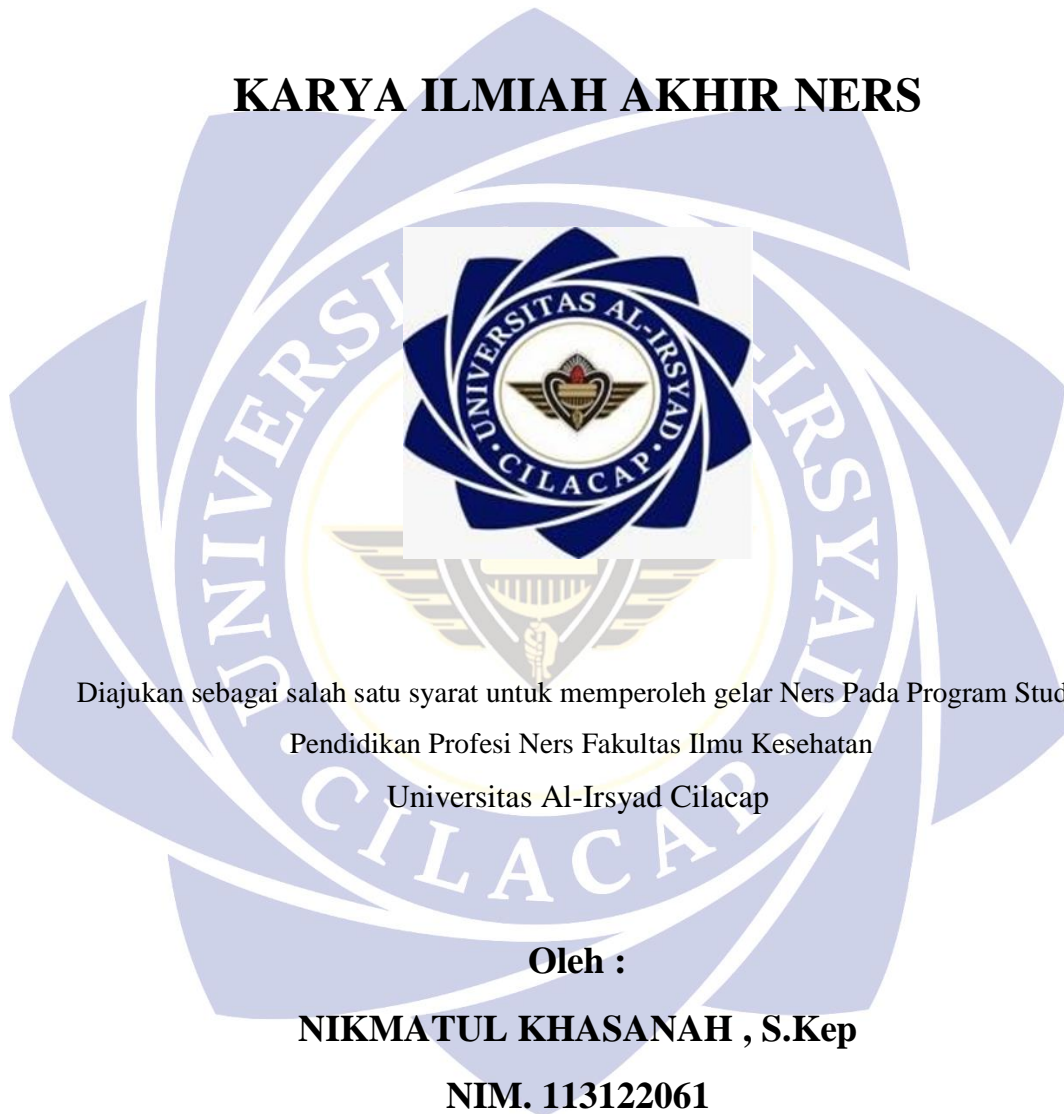 KARYA ILMIAH AKHIR NERS
UNIVERSITAS AL-IRSYAD
CILACAP
Diajukan sebagai salah satu syarat untuk memperoleh gelar Ners Pada Program Stud
Pendidikan Profesi Ners Fakultas Ilmu Kesehatan
Universitas Al-Irsyad Cilacap
Oleh :
NIKMATUL KHASANAH , S.Kep
NIM. 113122061